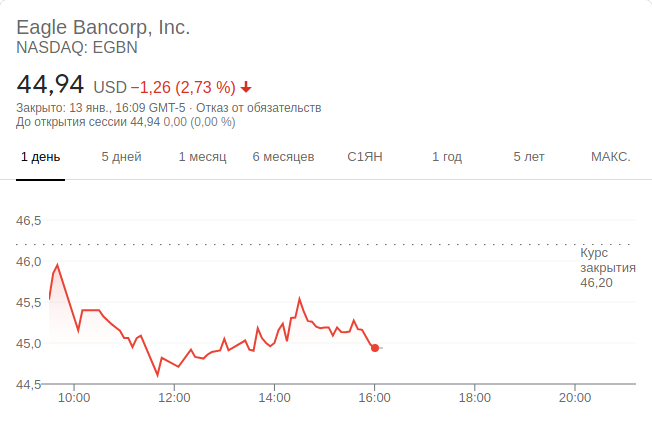 Eagle Bancorp, Inc.
NASDAQ: EGBN
44,94 USD −1,26 (2,73 %)
Закрыто: 13 янв., 16:09 GMT-5 · Отказ от обязательств
До открытия сессии 44,94 0,00 (0,00 %)
1 день 5 дней 1 месяц 6 месяцев С1ЯН 1 год 5 лет МАКС.
46,5
Курс
46,0
закрытия
46,20
45,5
45,0
44,5
10:00 12:00 14:00 16:00 18:00 20:00